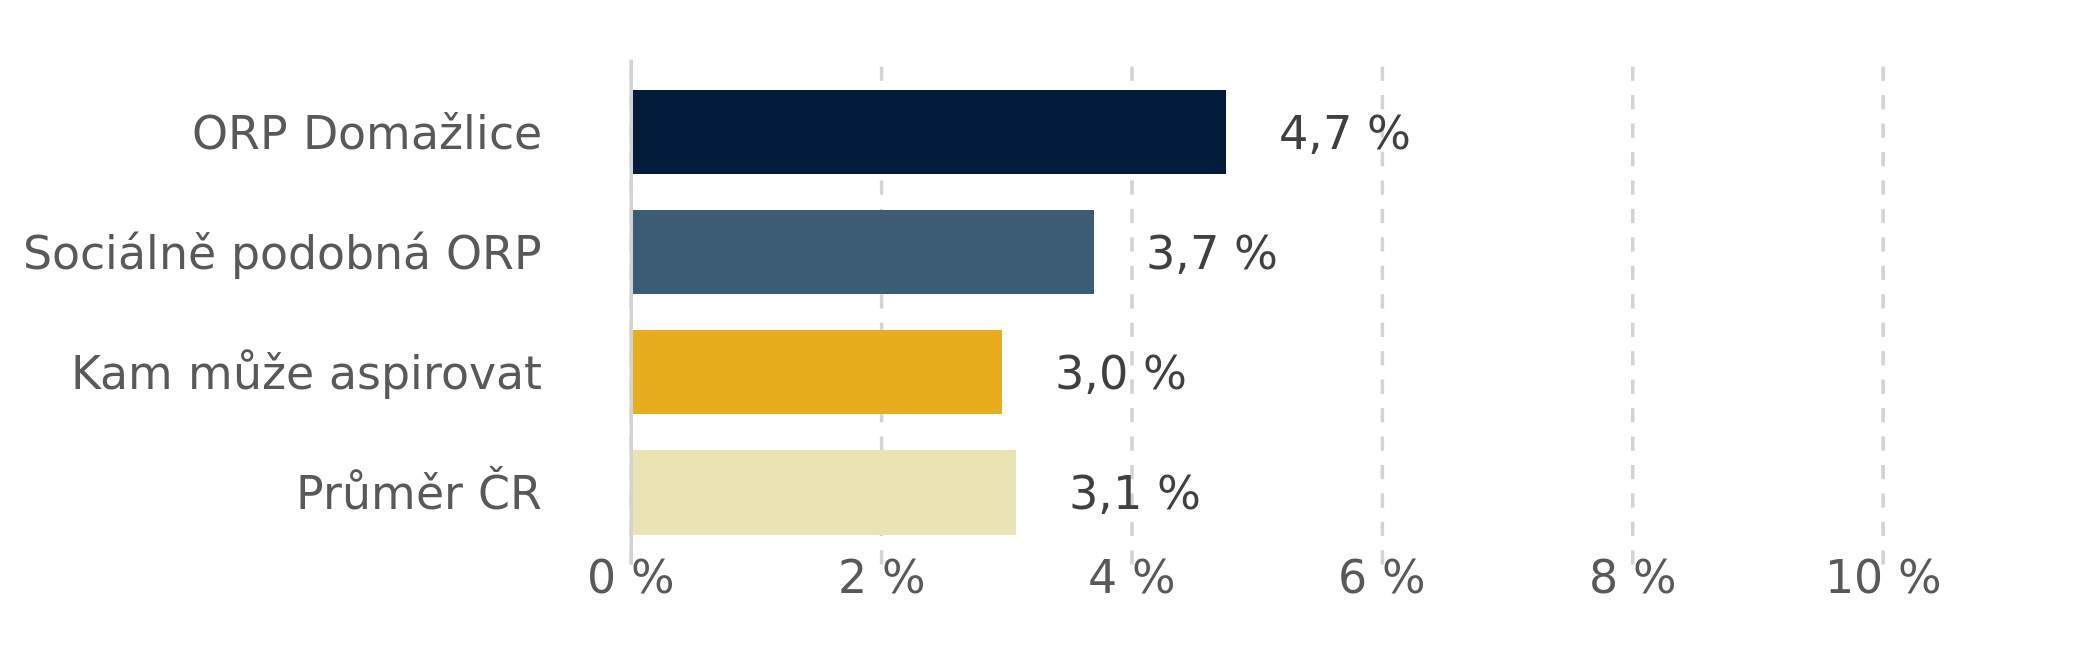 ORP Domažlice 4,7 %
Sociálně podobná ORP 3,7 %
Kam může aspirovat 3,0 %
Průměr ČR 3,1 %
0 % 2 % 4 % 6 % 8 % 10 %